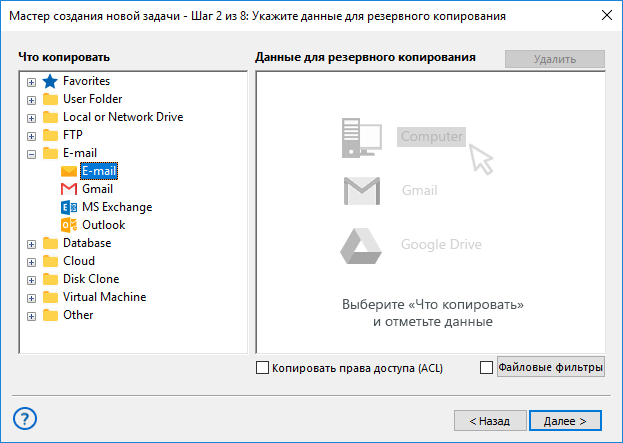 Мастер создания новой задачи - Шаг 2 из 8: Укажите данные для резервного копирования
Что копировать
Данные для резервного копирования
Удалить
Favorites
User Folder
Local or Network Drive
FTP
E-mail
E-mail
Gmail
MS Exchange
Outlook
Database
Cloud
Disk Clone
Virtual Machine
Other
Computer
Gmail
Google Drive
Выберите «Что копировать»
и отметьте данные
Копировать права доступа (ACL)
Файловые фильтры
?
< Назад
Далее >